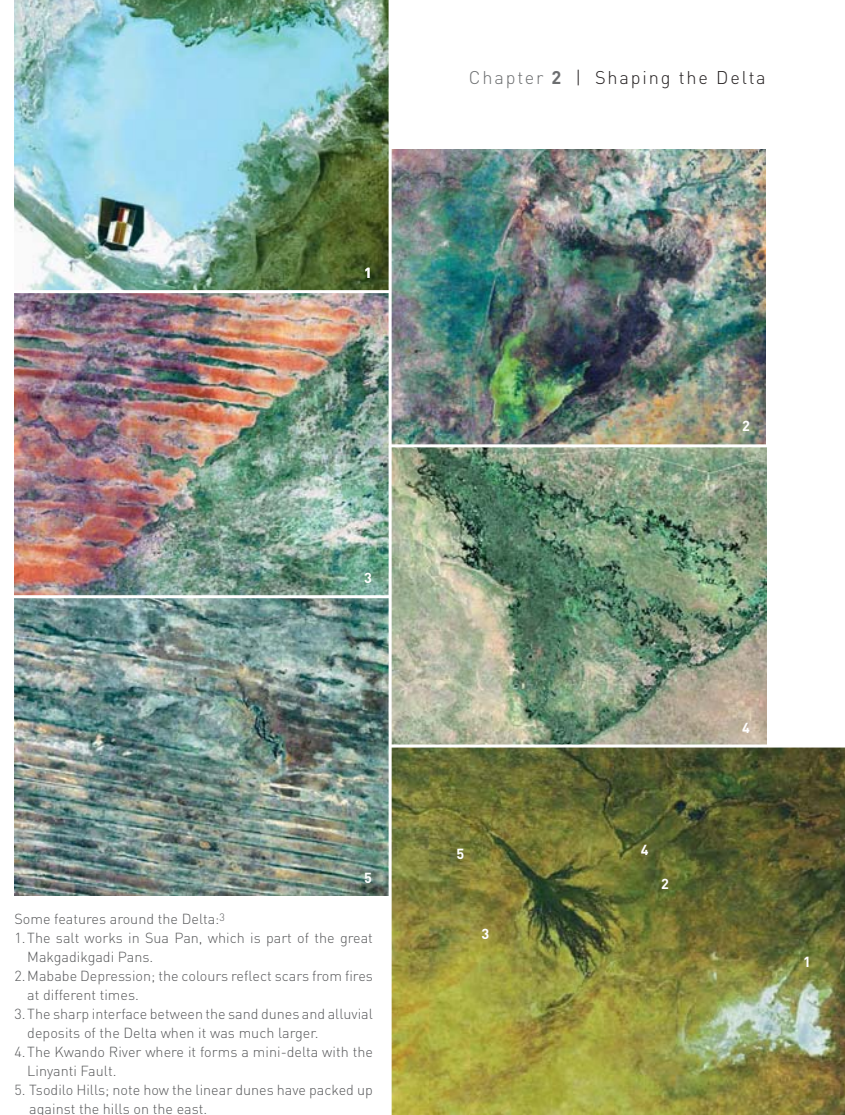 Chapter 2 | Shaping the Delta
1
2
3
4
5
5
4
2
3
1
Some features around the Delta:3
1. The salt works in Sua Pan, which is part of the great
Makgadikgadi Pans.
2. Mababe Depression; the colours reflect scars from fires
at different times.
3. The sharp interface between the sand dunes and alluvial
deposits of the Delta when it was much larger.
4. The Kwando River where it forms a mini-delta with the
Linyanti Fault.
5. Tsodilo Hills; note how the linear dunes have packed up
against the hills on the east.